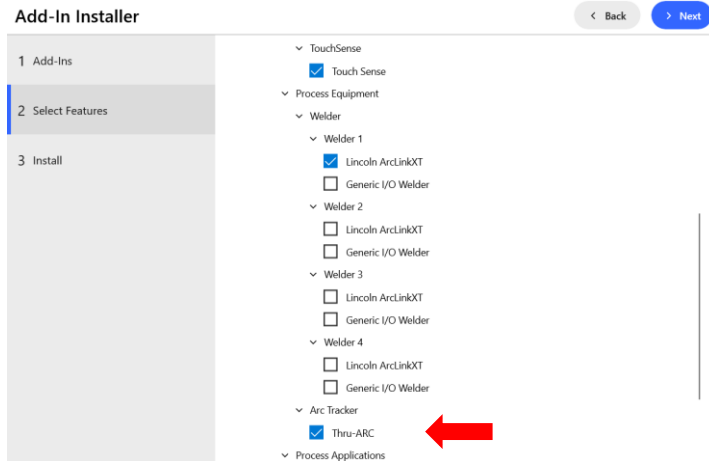 Add-In Installer
Back
Next
1 Add-Ins
2 Select Features
3 Install
TouchSense
Touch Sense
Process Equipment
Welder
Welder 1
Lincoln ArcLinkXT
Generic I/O Welder
Welder 2
Lincoln ArcLinkXT
Generic I/O Welder
Welder 3
Lincoln ArcLinkXT
Generic I/O Welder
Welder 4
Lincoln ArcLinkXT
Generic I/O Welder
Arc Tracker
Thru-ARC
Process Applications